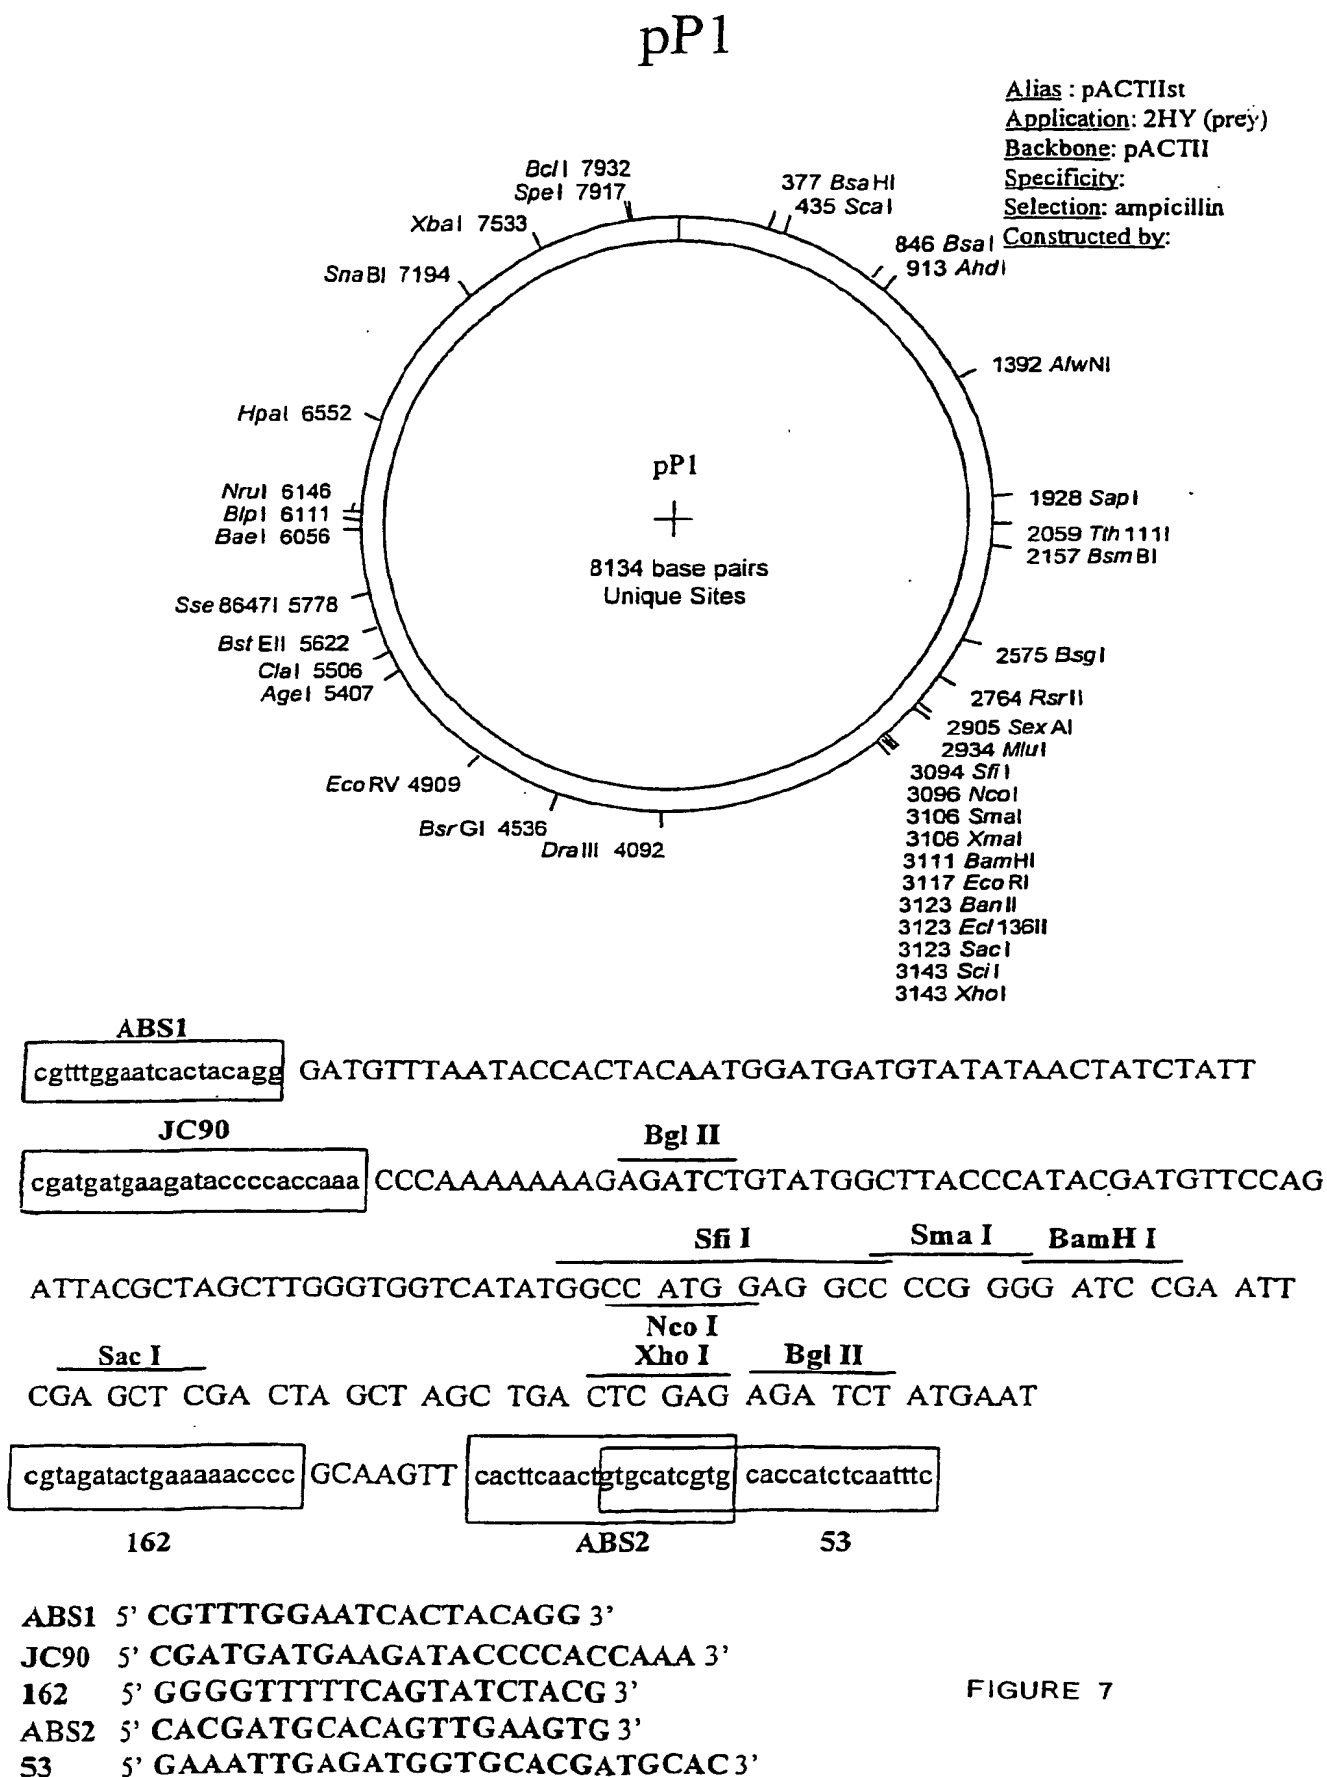 pP1
Alias : pACTIIst
Application: 2HY (prey)
Backbone: pACTII
Specificity:
Selection: ampicillin
Constructed by:
BclI 7932
SpeI 7917
XbaI 7533
SnaBI 7194
HpaI 6552
NruI 6146
BlpI 6111
BaeI 6056
Sse8647I 5778
BstEII 5622
ClaI 5506
AgeI 5407
EcoRV 4909
BsrGI 4536
DraIII 4092
377 BsaHI
435 ScaI
846 BsaI
913 AhdI
1392 AlwNI
1928 SapI
2059 Tth111I
2157 BsmBI
2575 BsgI
2764 RsrII
2905 SexAI
2934 MluI
3094 SfiI
3096 NcoI
3106 SmaI
3106 XmaI
3111 BamHI
3117 EcoRI
3123 BanII
3123 Ecl136II
3123 SacI
3143 SciI
3143 XhoI
pP1
8134 base pairs
Unique Sites
ABS1
cgtttggaatcactacagg GATGTTTAATACCACTACAATGGATGATGTATATAACTATCTATT
JC90 Bgl II
cgatgatgaagataccccaccaaa CCCAAAAAAAGAGATCTGTATGGCTTACCCATACGATGTTCCAG
Sfi I Sma I BamH I
ATTACGCTAGCTTGGGTGGTCATATGGCC ATG GAG GCC CCG GGG ATC CGA ATT
Nco I
Sac I Xho I Bgl II
CGA GCT CGA CTA GCT AGC TGA CTC GAG AGA TCT ATGAAT
cgtagatactgaaaaacccc GCAAGTT cacttcaactgtgcatcgtg caccatctcaatttc
162 ABS2 53
ABS1 5’ CGTTTGGAATCACTACAGG 3’
JC90 5’ CGATGATGAAGATACCCCACCAAA 3’
162 5’ GGGGTTTTTCAGTATCTACG 3’
ABS2 5’ CACGATGCACAGTTGAAGTG 3’
53 5’ GAAATTGAGATGGTGCACGATGCAC 3’
FIGURE 7